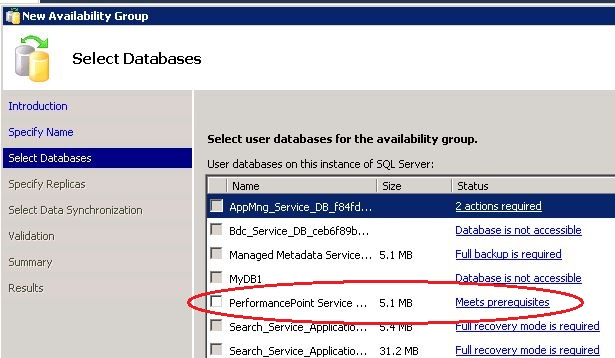 New Availability Group
Select Databases
Introduction
Specify Name
Select Databases
Specify Replicas
Select Data Synchronization
Validation
Summary
Results
Select user databases for the availability group.
User databases on this instance of SQL Server:
Name Size Status
AppMng_Service_DB_f84fd... 2 actions required
Bdc_Service_DB_ceb6f89b... Database is not accessible
Managed Metadata Service... 5.1 MB Full backup is required
MyDB1 Database is not accessible
PerformancePoint Service ... 5.1 MB Meets prerequisites
Search_Service_Applicatio... 5.4 MB Full recovery mode is required
Search_Service_Applicatio... 31.2 MB Full recovery mode is required